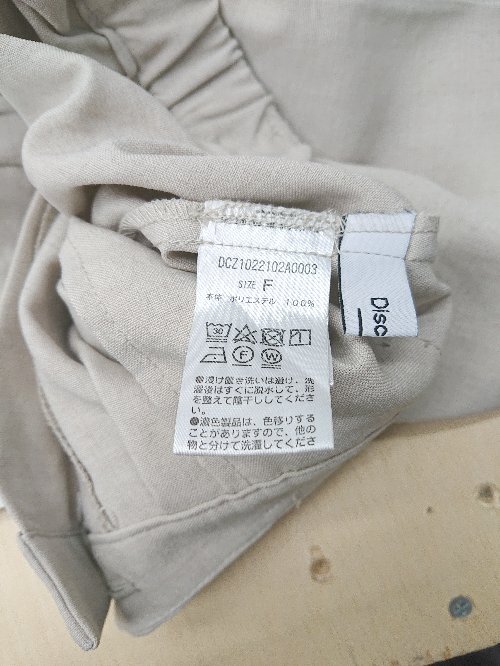 DCZ1022102A0003
SIZE F
本体 ポリエステル 100%
30
F W
●浸け置き洗いは避け、洗
濯後はすぐに脱水して、形
を整えて陰干ししてくださ
い。
●濃色製品は、色移りする
ことがありますので、他の
物と分けて洗濯してくださ
Disc